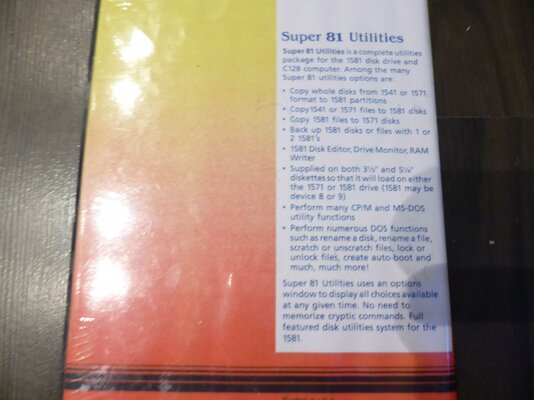 Super 81 Utilities
Super 81 Utilities is a complete utilities
package for the 1581 disk drive and
C128 computer. Among the many
Super 81 utilities options are:
• Copy whole disks from 1541 or 1571
format to 1581 partitions
• Copy1541 or 1571 files to 1581 disks
• Copy 1581 files to 1571 disks
• Back up 1581 disks or files with 1 or
2 1581's
• 1581 Disk Editor, Drive Monitor, RAM
Writer
• Supplied on both 3½" and 5¼"
diskettes so that it will load on either
the 1571 or 1581 drive (1581 may be
device 8 or 9)
• Perform many CP/M and MS-DOS
utility functions
• Perform numerous DOS functions
such as rename a disk, rename a file,
scratch or unscratch files, lock or
unlock files, create auto-boot and
much, much more!
Super 81 Utilities uses an options
window to display all choices available
at any given time. No need to
memorize cryptic commands. Full
featured disk utilities system for the
1581.